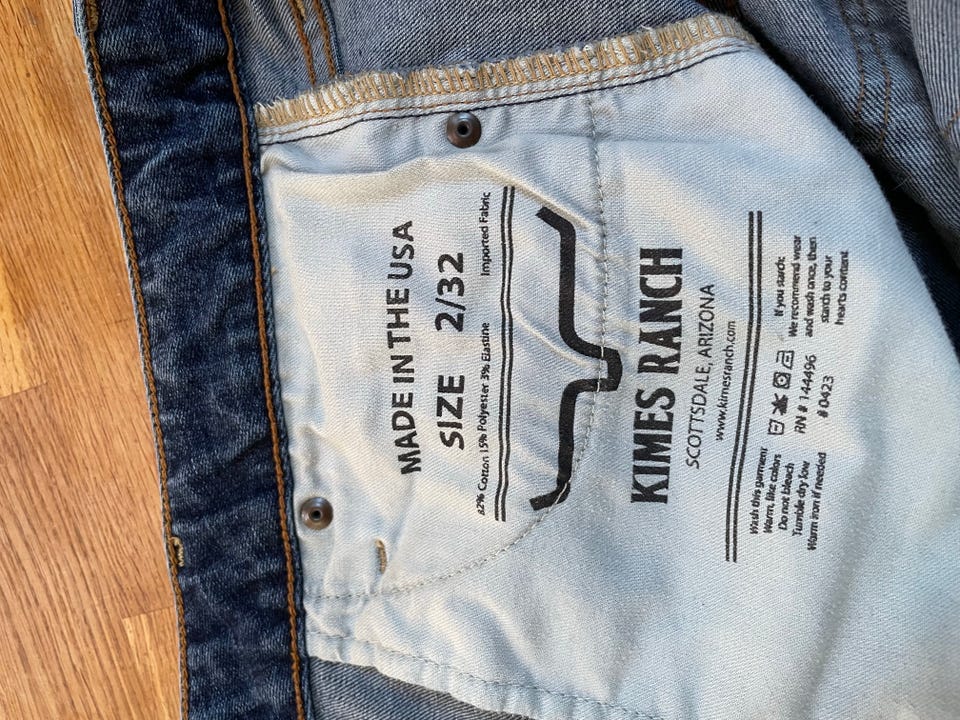 MADE IN THE USA
SIZE 2/32
82% Cotton 15% Polyester 3% Elastine Imported Fabric
KIMES RANCH
SCOTTSDALE, ARIZONA
www.kimesranch.com
Wash this garment
Warm, like colors
Do not bleach
Tumble dry low
Warm iron if needed
RN # 144496
# 0423
If you starch:
We recommend wear
and wash once, then
starch to your
hearts content